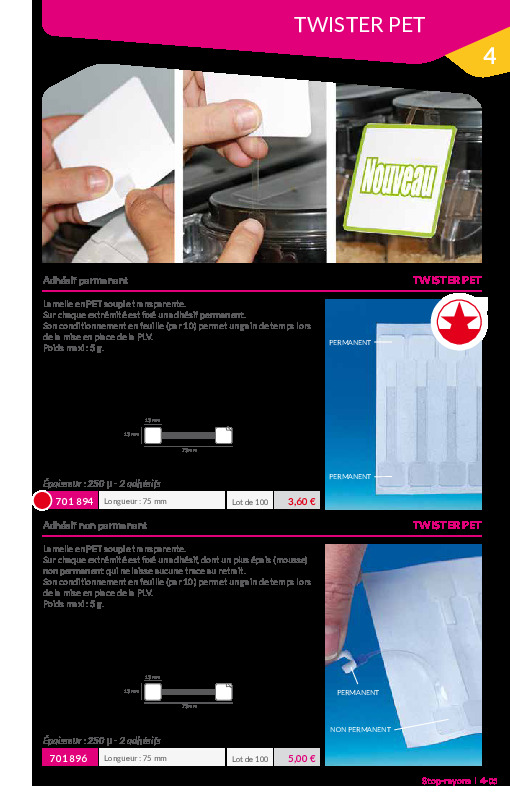 TWISTER PET
4
Nouveau
Adhésif permanent TWISTER PET
Lamelle en PET souple transparente.
Sur chaque extrémité est fixé un adhésif permanent.
Son conditionnement en feuille (par 10) permet un gain de temps lors
de la mise en place de la PLV.
Poids maxi : 5 g.
PERMANENT
PERMANENT
13 mm
13 mm
75 mm
Épaisseur : 250 µ - 2 adhésifs
701 894 Longueur : 75 mm Lot de 100 3,60 €
Adhésif non permanent TWISTER PET
Lamelle en PET souple transparente.
Sur chaque extrémité est fixé un adhésif, dont un plus épais (mousse)
non permanent qui ne laisse aucune trace au retrait.
Son conditionnement en feuille (par 10) permet un gain de temps lors
de la mise en place de la PLV.
Poids maxi : 5 g.
PERMANENT
NON PERMANENT
13 mm
13 mm
75 mm
Épaisseur : 250 µ - 2 adhésifs
701 896 Longueur : 75 mm Lot de 100 5,00 €
Stop-rayons | 4-05